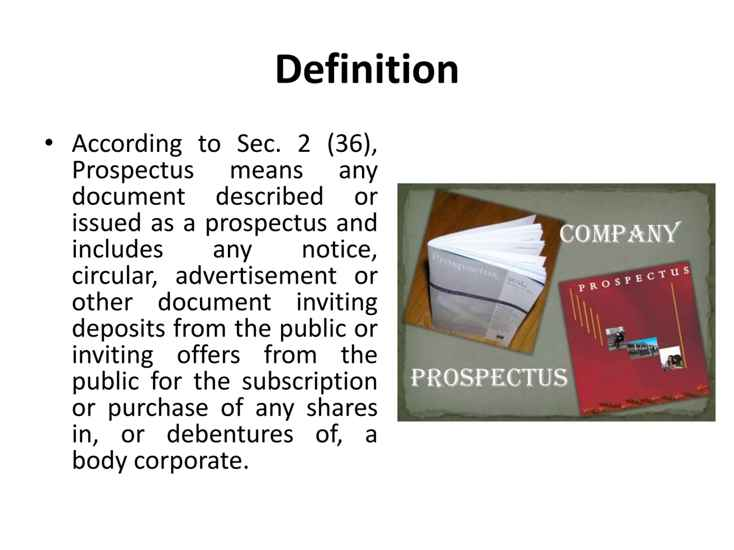 Definition
• According to Sec. 2 (36),
Prospectus means any
document described or
issued as a prospectus and
includes any notice,
circular, advertisement or
other document inviting
deposits from the public or
inviting offers from the
public for the subscription
or purchase of any shares
in, or debentures of, a
body corporate.
COMPANY
Prospectus
PROSPECTUS
PROSPECTUS